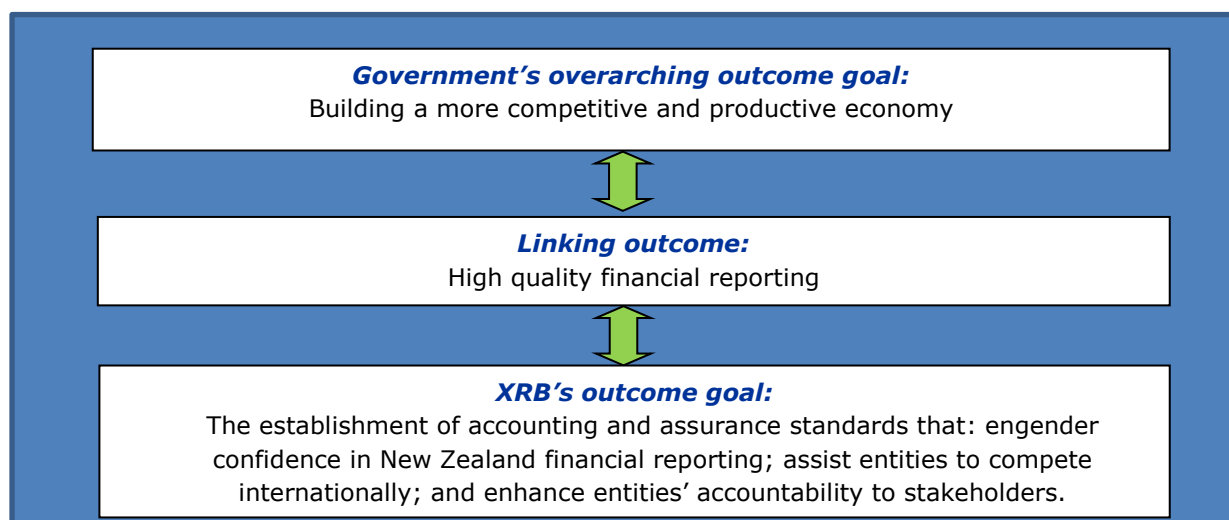 Government's overarching outcome goal:
Building a more competitive and productive economy
Linking outcome:
High quality financial reporting
XRB's outcome goal:
The establishment of accounting and assurance standards that: engender
confidence in New Zealand financial reporting; assist entities to compete
internationally; and enhance entities' accountability to stakeholders.